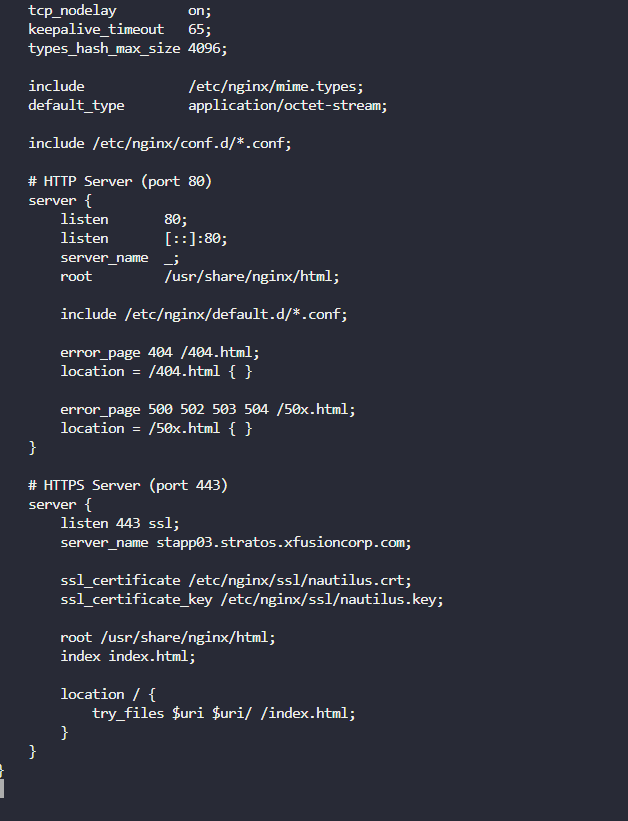 tcp_nodelay         on;
keepalive_timeout   65;
types_hash_max_size 4096;
include             /etc/nginx/mime.types;
default_type        application/octet-stream;
include /etc/nginx/conf.d/*.conf;
# HTTP Server (port 80)
server {
    listen       80;
    listen       [::]:80;
    server_name  _;
    root         /usr/share/nginx/html;
    include /etc/nginx/default.d/*.conf;
    error_page 404 /404.html;
    location = /404.html { }
    error_page 500 502 503 504 /50x.html;
    location = /50x.html { }
}
# HTTPS Server (port 443)
server {
    listen 443 ssl;
    server_name stapp03.stratos.xfusioncorp.com;
    ssl_certificate /etc/nginx/ssl/nautilus.crt;
    ssl_certificate_key /etc/nginx/ssl/nautilus.key;
    root /usr/share/nginx/html;
    index index.html;
    location / {
        try_files $uri $uri/ /index.html;
    }
}
}